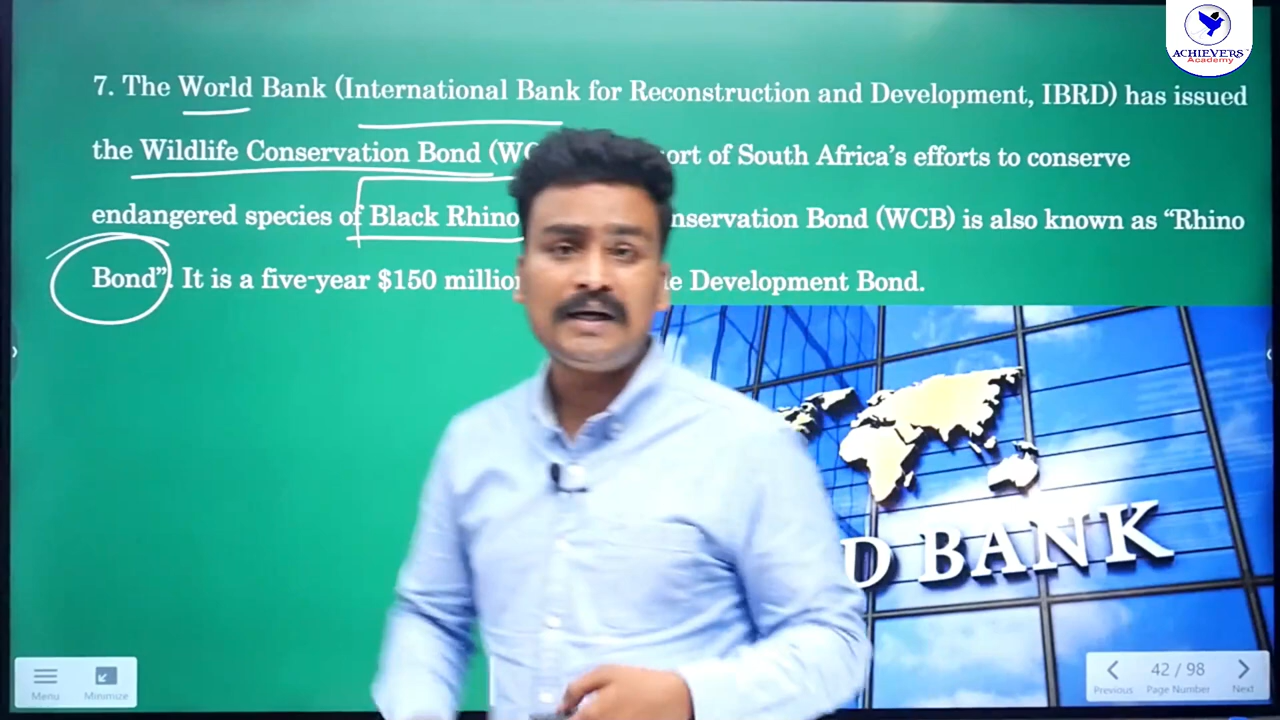 ACHIEVERS
Academy
7. The World Bank (International Bank for Reconstruction and Development, IBRD) has issued
the Wildlife Conservation Bond (WC ort of South Africa's efforts to conserve
endangered species of Black Rhino nservation Bond (WCB) is also known as “Rhino
Bond”. It is a five-year $150 million e Development Bond.
D BANK
Menu
Minimize
42 / 98
Previous
Page Number
Next